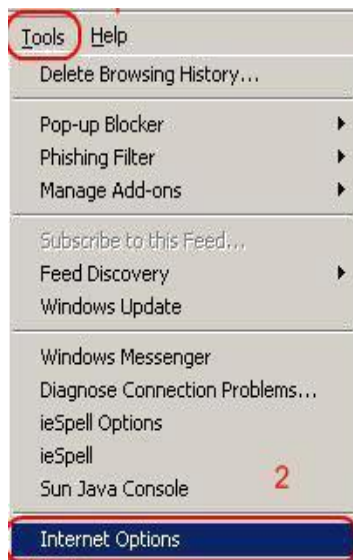 Tools Help
Delete Browsing History...
Pop-up Blocker
Phishing Filter
Manage Add-ons
Subscribe to this Feed...
Feed Discovery
Windows Update
Windows Messenger
Diagnose Connection Problems...
ieSpell Options
ieSpell
Sun Java Console
2
Internet Options